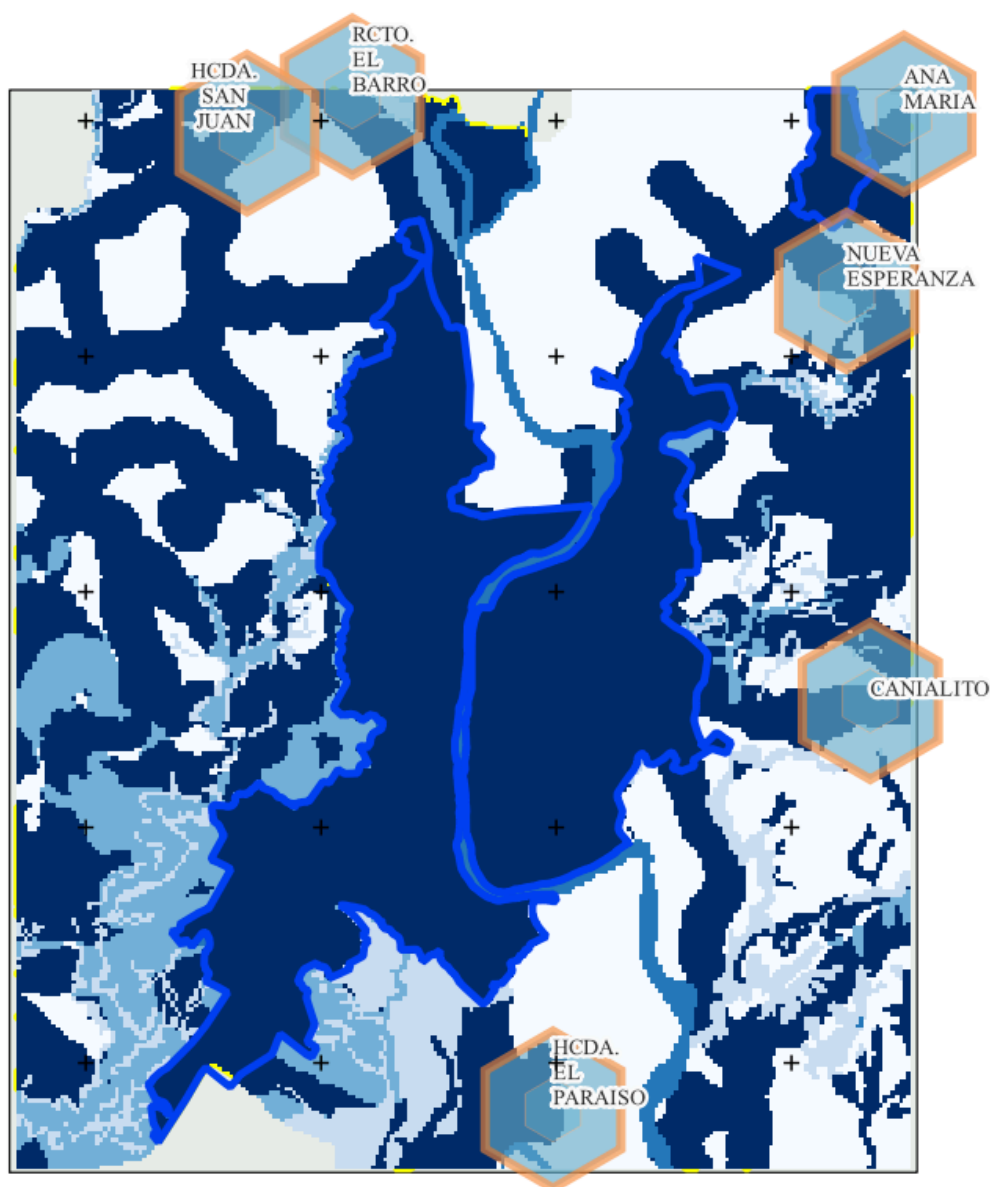 RCTO.
EL
BARRO
HCDA.
SAN
JUAN
ANA
MARIA
NUEVA
ESPERANZA
CANIALITO
HCDA.
EL
PARAISO